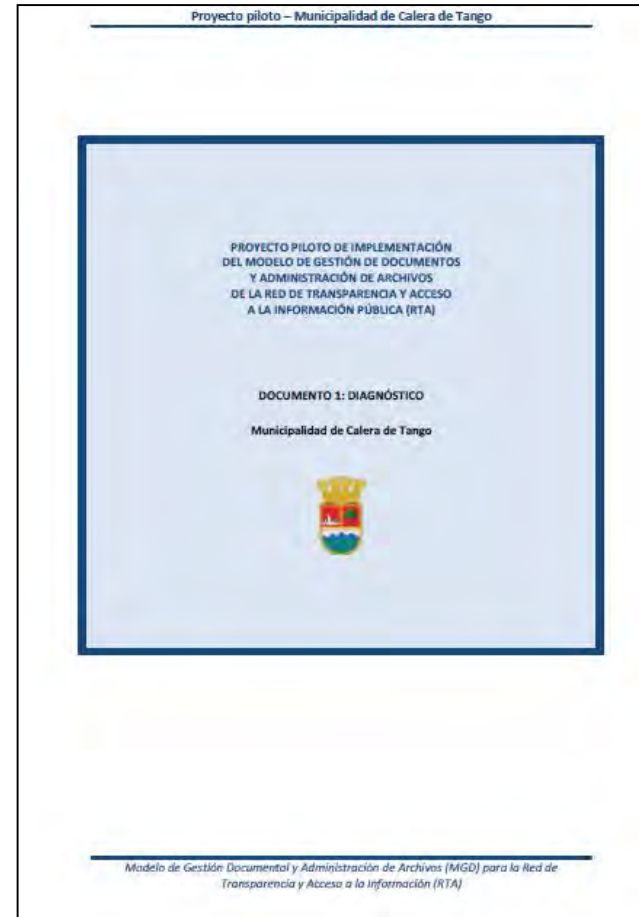 Proyecto piloto – Municipalidad de Calera de Tango
PROYECTO PILOTO DE IMPLEMENTACIÓN
DEL MODELO DE GESTIÓN DE DOCUMENTOS
Y ADMINISTRACIÓN DE ARCHIVOS
DE LA RED DE TRANSPARENCIA Y ACCESO
A LA INFORMACIÓN PÚBLICA (RTA)
DOCUMENTO 1: DIAGNÓSTICO
Municipalidad de Calera de Tango
Modelo de Gestión Documental y Administración de Archivos (MGD) para la Red de
Transparencia y Acceso a la Información (RTA)